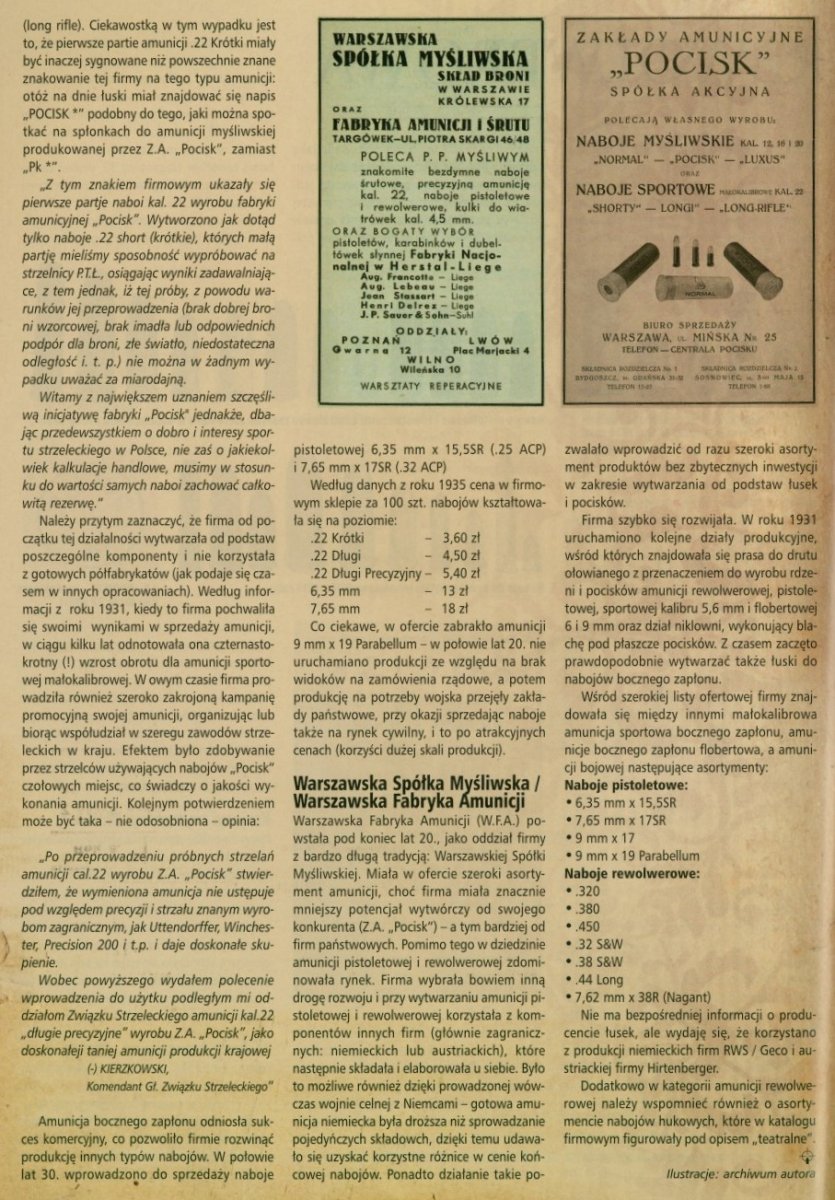 (long rifle). Ciekawostką w tym wypadku jest
to, że pierwsze partie amunicji .22 Krótki miały
być inaczej sygnowane niż powszechnie znane
znakowanie tej firmy na tego typu amunicji:
otóż na dnie łuski miał znajdować się napis
„POCISK *” podobny do tego, jaki można spo-
tkać na spłonkach do amunicji myśliwskiej
produkowanej przez Z.A. „Pocisk”, zamiast
„Pk *”.
„Z tym znakiem firmowym ukazały się
pierwsze partje naboi kal. 22 wyrobu fabryki
amunicyjnej „Pocisk”. Wytworzono jak dotąd
tylko naboje .22 short (krótkie), których małą
partję mieliśmy sposobność wypróbować na
strzelnicy P.T.Ł., osiągając wyniki zadawalniają-
ce, z tem jednak, iż tej próby, z powodu wa-
runków jej przeprowadzenia (brak dobrej bro-
ni wzorcowej, brak imadła lub odpowiednich
podpór dla broni, złe światło, niedostateczna
odległość i. t. p.) nie można w żadnym wy-
padku uważać za miarodajną.
Witamy z największem uznaniem szczęśli-
wą inicjatywę fabryki „Pocisk” jednakże, dba-
jąc przedewszystkiem o dobro i interesy spor-
tu strzeleckiego w Polsce, nie zaś o jakiekol-
wiek kalkulacje handlowe, musimy w stosun-
ku do wartości samych naboi zachować całko-
witą rezerwę.”
Należy przytym zaznaczyć, że firma od po-
czątku tej działalności wytwarzała od podstaw
poszczególne komponenty i nie korzystała
z gotowych półfabrykatów (jak podaje się cza-
sem w innych opracowaniach). Według infor-
macji z roku 1931, kiedy to firma pochwaliła
się swoimi wynikami w sprzedaży amunicji,
w ciągu kilku lat odnotowała ona czternasto-
krotny (!) wzrost obrotu dla amunicji sporto-
wej małokalibrowej. W owym czasie firma pro-
wadziła również szeroko zakrojoną kampanię
promocyjną swojej amunicji, organizując lub
biorąc współudział w szeregu zawodów strze-
leckich w kraju. Efektem było zdobywanie
przez strzelców używających nabojów „Pocisk”
czołowych miejsc, co świadczy o jakości wy-
konania amunicji. Kolejnym potwierdzeniem
może być taka – nie odosobniona – opinia:
„Po przeprowadzeniu próbnych strzelań
amunicji cal.22 wyrobu Z.A. „Pocisk” stwier-
dziłem, że wymieniona amunicja nie ustępuje
pod względem precyzji i strzału znanym wyro-
bom zagranicznym, jak Uttendorffer, Winches-
ter, Precision 200 i t.p. i daje doskonałe sku-
pienie.
Wobec powyższego wydałem polecenie
wprowadzenia do użytku podległym mi od-
działom Związku Strzeleckiego amunicji kal.22
„długie precyzyjne” wyrobu Z.A. „Pocisk”, jako
doskonałeji taniej amunicji produkcji krajowej
(-) KIERZKOWSKI,
Komendant Gł. Związku Strzeleckiego”
Amunicja bocznego zapłonu odniosła suk-
ces komercyjny, co pozwoliło firmie rozwinąć
produkcję innych typów nabojów. W połowie
lat 30. wprowadzono do sprzedaży naboje
WARSZAWSKA
SPÓŁKA MYŚLIWSKA
SKŁAD BRONI
W WARSZAWIE
KRÓLEWSKA 17
ORAZ
FABRYKA AMUNICJI I ŚRUTU
TARGÓWEK-UL. PIOTRA SKARGI 46/48
POLECA P. P. MYŚLIWYM
znakomite bezdymne naboje
śrutowe, precyzyjną amunicję
kal. 22, naboje pistoletowe
i rewolwerowe, kulki do wia-
trówek kal. 4,5 mm.
ORAZ BOGATY WYBÓR
pistoletów, karabinków i dubel-
tówek słynnej Fabryki Nacjo-
nalnej w Herstal-Liege
Aug. Francotte – Liege
Aug. Lebeau – Liege
Jean Stassart – Liege
Henri Delrez – Liege
J. P. Sauer & Sohn – Suhl
ODDZIAŁY:
POZNAŃ LWÓW
Gwarna 12 Plac Marjacki 4
WILNO
Wileńska 10
WARSZTATY REPERACYJNE
ZAKŁADY AMUNICYJNE
„POCISK”
SPÓŁKA AKCYJNA
POLECAJĄ WŁASNEGO WYROBU:
NABOJE MYŚLIWSKIE KAL. 12, 16 I 20
„NORMAL” — „POCISK” — „LUXUS”
ORAZ
NABOJE SPORTOWE MAŁOKALIBROWE KAL. 22
„SHORTY” — LONG!” — „LONG-RIFLE”
NORMAL
BIURO SPRZEDAŻY
WARSZAWA, UL. MIŃSKA NR 25
TELEFON — CENTRALA POCISKU
SKŁADNICA ROZDZIELCZA Nr 1 SKŁADNICA ROZDZIELCZA Nr 2
BYDGOSZCZ, ul. GDAŃSKA SOSNOWIEC, ul. 3-go MAJA 15
TELEFON TELEFON
pistoletowej 6,35 mm x 15,5SR (.25 ACP)
i 7,65 mm x 17SR (.32 ACP)
Według danych z roku 1935 cena w firmo-
wym sklepie za 100 szt. nabojów kształtowa-
ła się na poziomie:
.22 Krótki – 3,60 zł
.22 Długi – 4,50 zł
.22 Długi Precyzyjny – 5,40 zł
6,35 mm – 13 zł
7,65 mm – 18 zł
Co ciekawe, w ofercie zabrakło amunicji
9 mm x 19 Parabellum – w połowie lat 20. nie
uruchamiano produkcji ze względu na brak
widoków na zamówienia rządowe, a potem
produkcję na potrzeby wojska przejęły zakła-
dy państwowe, przy okazji sprzedając naboje
także na rynek cywilny, i to po atrakcyjnych
cenach (korzyści dużej skali produkcji).
Warszawska Spółka Myśliwska /
Warszawska Fabryka Amunicji
Warszawska Fabryka Amunicji (W.F.A.) po-
wstała pod koniec lat 20., jako oddział firmy
z bardzo długą tradycją: Warszawskiej Spółki
Myśliwskiej. Miała w ofercie szeroki asorty-
ment amunicji, choć firma miała znacznie
mniejszy potencjał wytwórczy od swojego
konkurenta (Z.A. „Pocisk”) – a tym bardziej od
firm państwowych. Pomimo tego w dziedzinie
amunicji pistoletowej i rewolwerowej zdomi-
nowała rynek. Firma wybrała bowiem inną
drogę rozwoju i przy wytwarzaniu amunicji pi-
stoletowej i rewolwerowej korzystała z kom-
ponentów innych firm (głównie zagranicz-
nych: niemieckich lub austriackich), które
następnie składała i elaborowała u siebie. Było
to możliwe również dzięki prowadzonej wów-
czas wojnie celnej z Niemcami – gotowa amu-
nicja niemiecka była droższa niż sprowadzanie
pojedyńczych składowch, dzięki temu udawa-
ło się uzyskać korzystne różnice w cenie koń-
cowej nabojów. Ponadto działanie takie po-
zwalało wprowadzić od razu szeroki asorty-
ment produktów bez zbytecznych inwestycji
w zakresie wytwarzania od podstaw łusek
i pocisków.
Firma szybko się rozwijała. W roku 1931
uruchamiono kolejne działy produkcyjne,
wśród których znajdowała się prasa do drutu
ołowianego z przenaczeniem do wyrobu rdze-
ni i pocisków amunicji rewolwerowej, pistole-
towej, sportowej kalibru 5,6 mm i flobertowej
6 i 9 mm oraz dział niklowni, wykonujący bla-
chę pod płaszcze pocisków. Z czasem zaczęto
prawdopodobnie wytwarzać także łuski do
nabojów bocznego zapłonu.
Wśród szerokiej listy ofertowej firmy znaj-
dowała się między innymi małokalibrowa
amunicja sportowa bocznego zapłonu, amu-
nicje bocznego zapłonu flobertowa, a amuni-
cji bojowej następujące asortymenty:
Naboje pistoletowe:
• 6,35 mm x 15,5SR
• 7,65 mm x 17SR
• 9 mm x 17
• 9 mm x 19 Parabellum
Naboje rewolwerowe:
• .320
• .380
• .450
• .32 S&W
• .38 S&W
• .44 Long
• 7,62 mm x 38R (Nagant)
Nie ma bezpośredniej informacji o produ-
cencie łusek, ale wydaję się, że korzystano
z produkcji niemieckich firm RWS / Geco i au-
striackiej firmy Hirtenberger.
Dodatkowo w kategorii amunicji rewolwe-
rowej należy wspomnieć również o asorty-
mencie nabojów hukowych, które w katalogu
firmowym figurowały pod opisem „teatralne”.
Ilustracje: archiwum autora